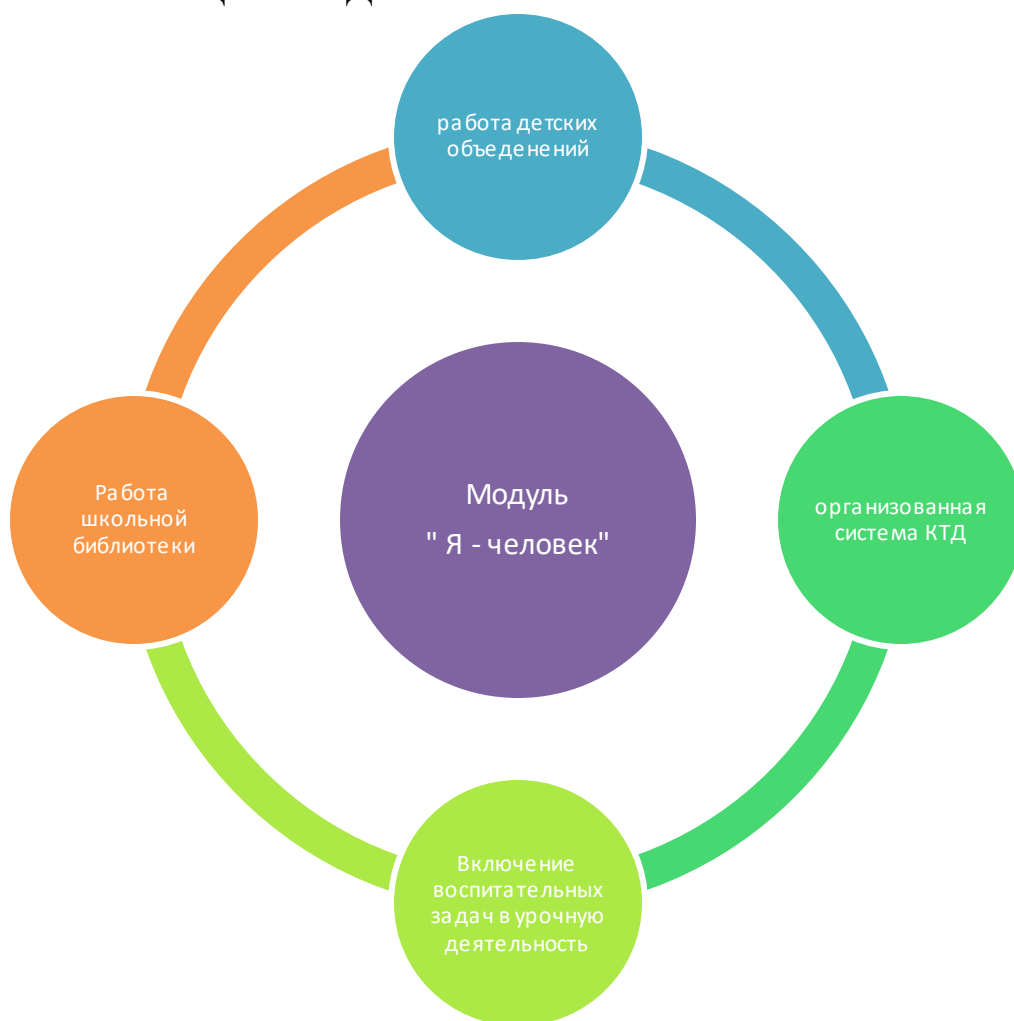 работа детских
объеденений
Модуль
" Я - человек"
организованная
система КТД
Работа
школьной
библиотеки
Включение
воспитательных
задач в урочную
деятельность